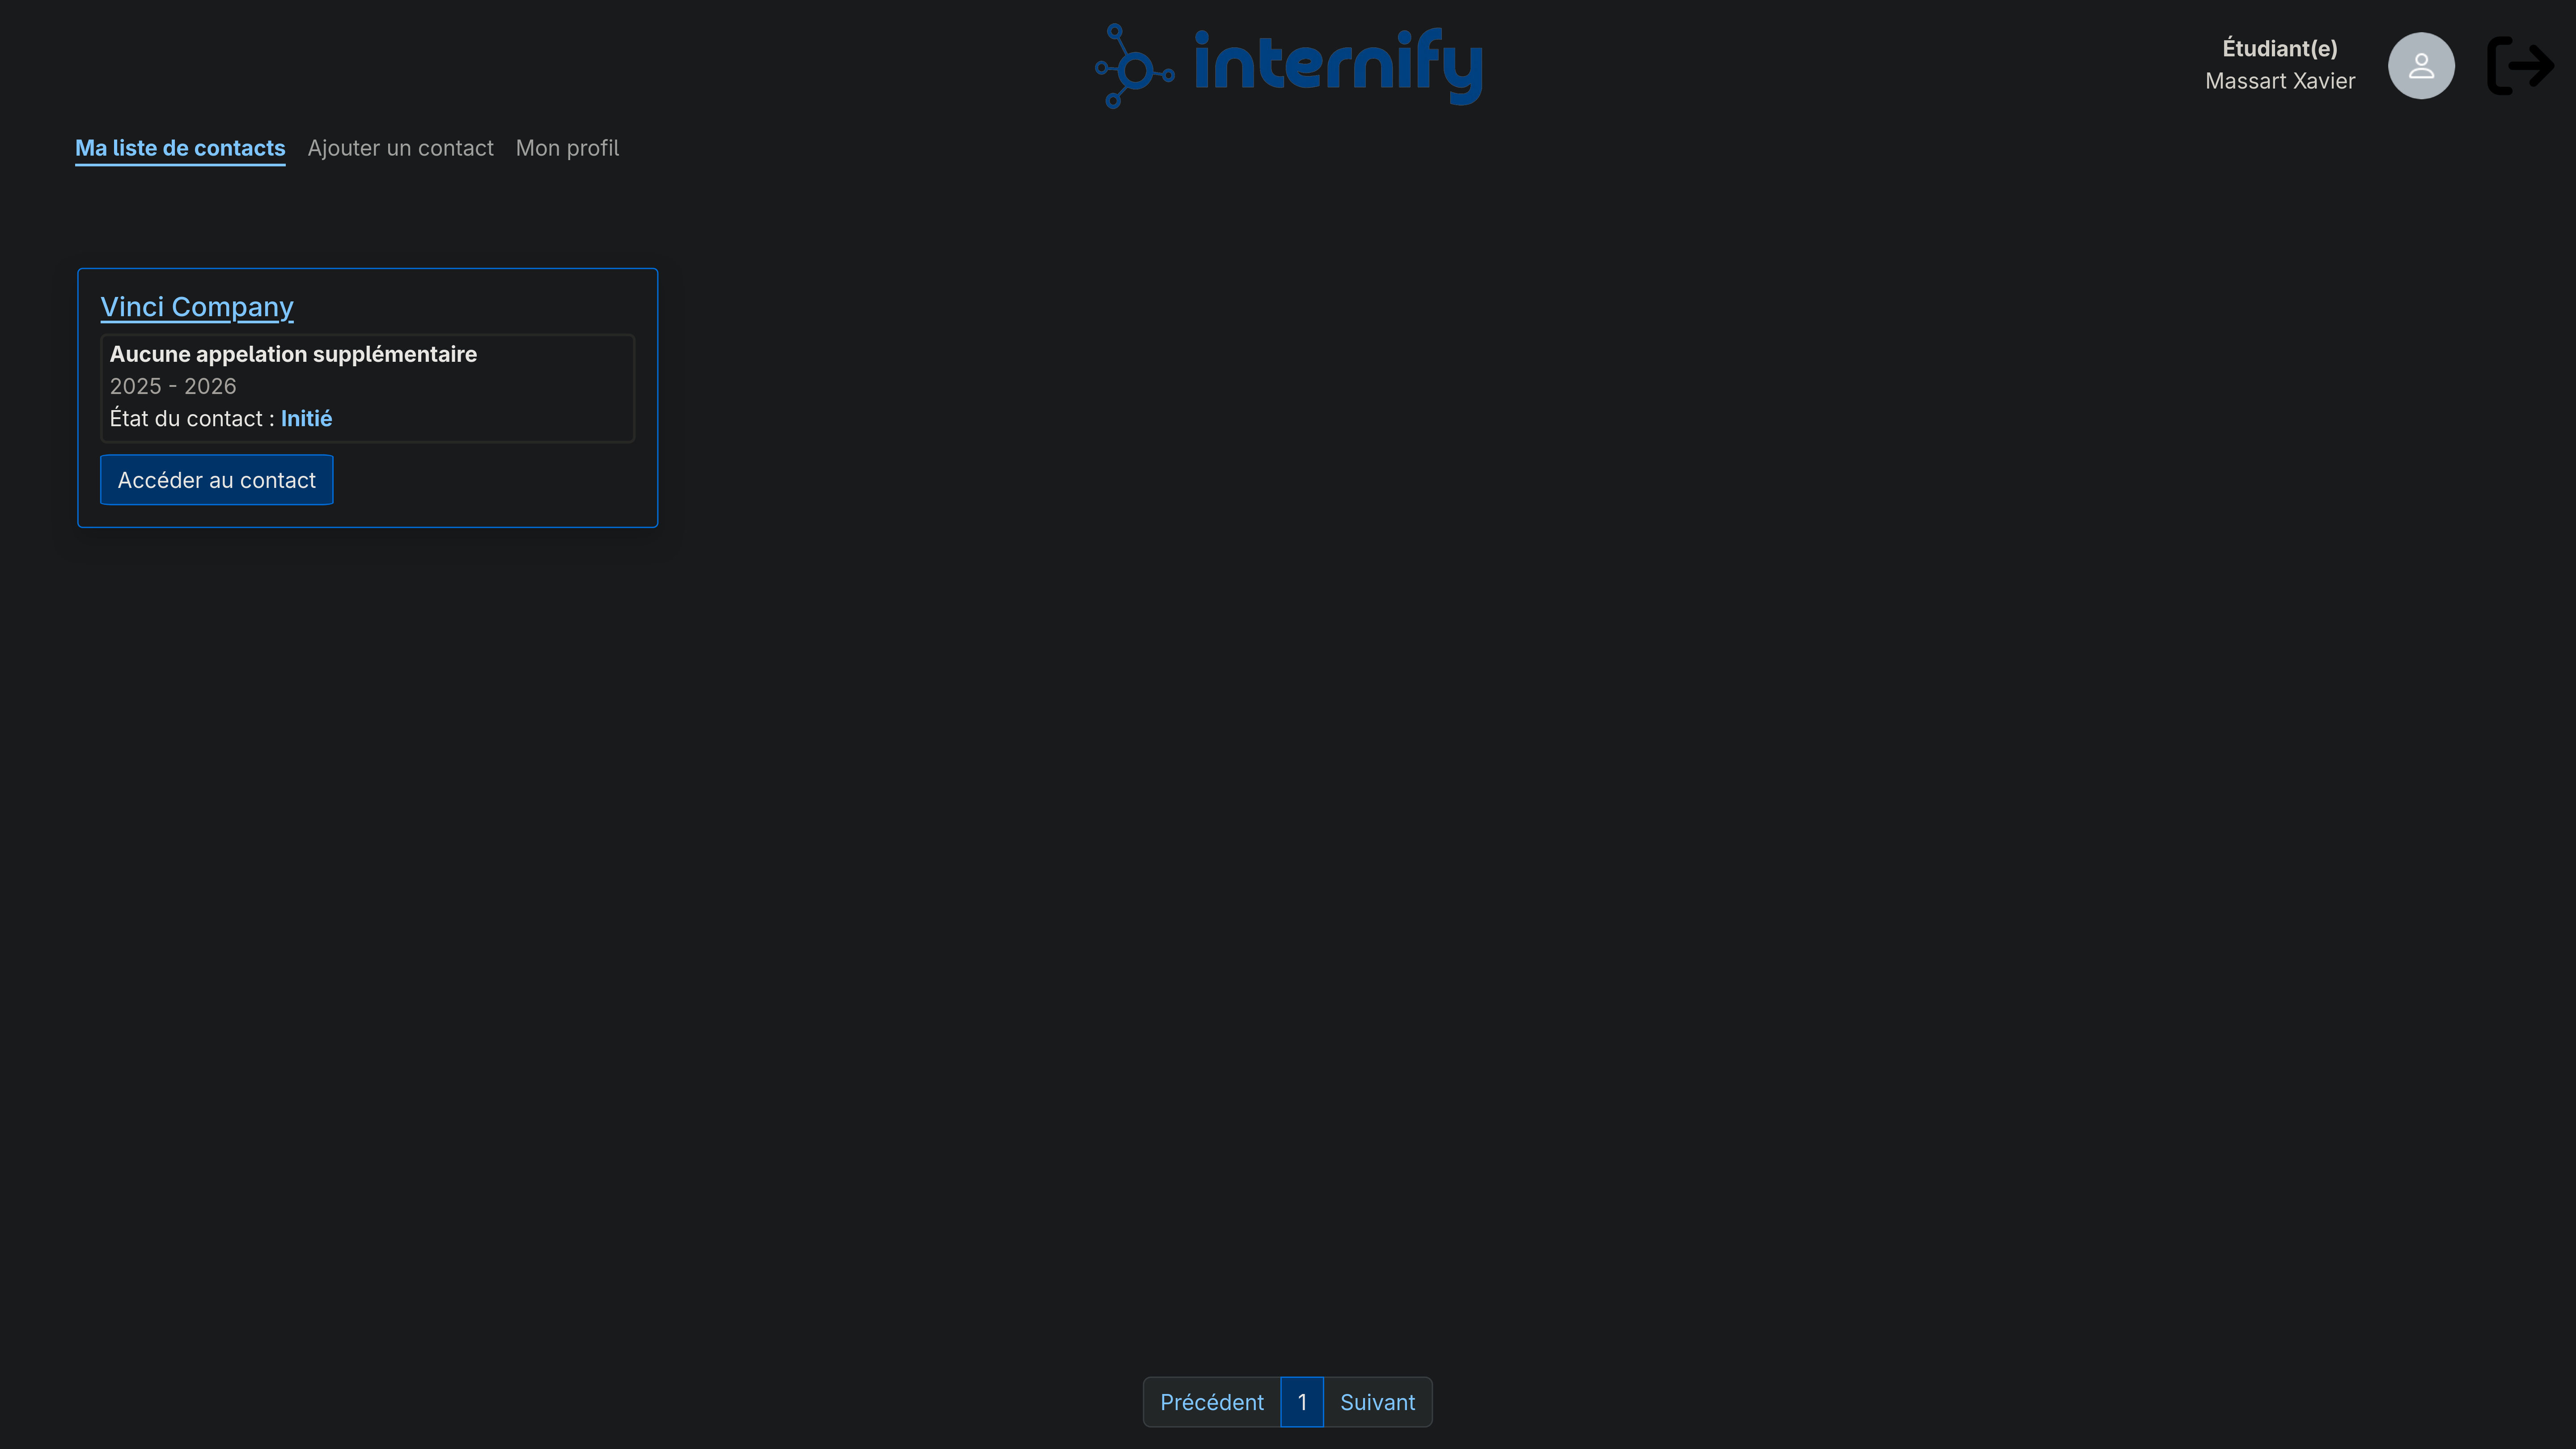 internify
Étudiant(e)
Massart Xavier
Ma liste de contacts Ajouter un contact Mon profil
Vinci Company
Aucune appelation supplémentaire
2025 - 2026
État du contact : Initié
Accéder au contact
Précédent 1 Suivant